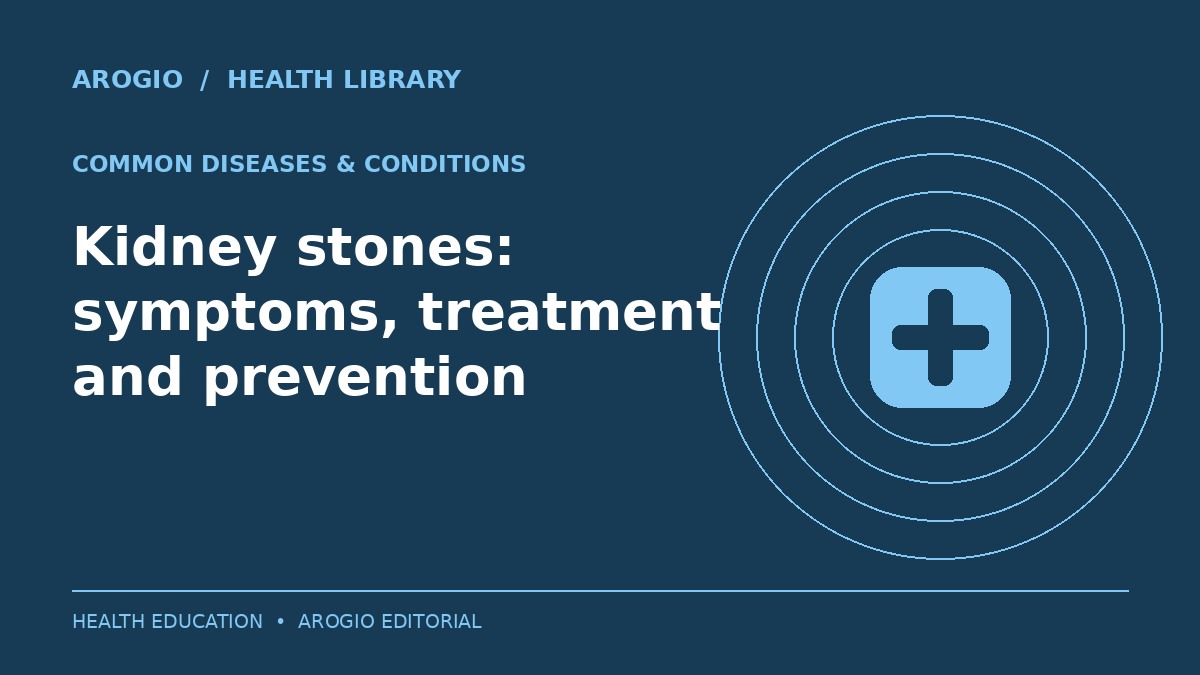 AROGIO / HEALTH LIBRARY
COMMON DISEASES & CONDITIONS
Kidney stones:
symptoms, treatment
and prevention
HEALTH EDUCATION • AROGIO EDITORIAL